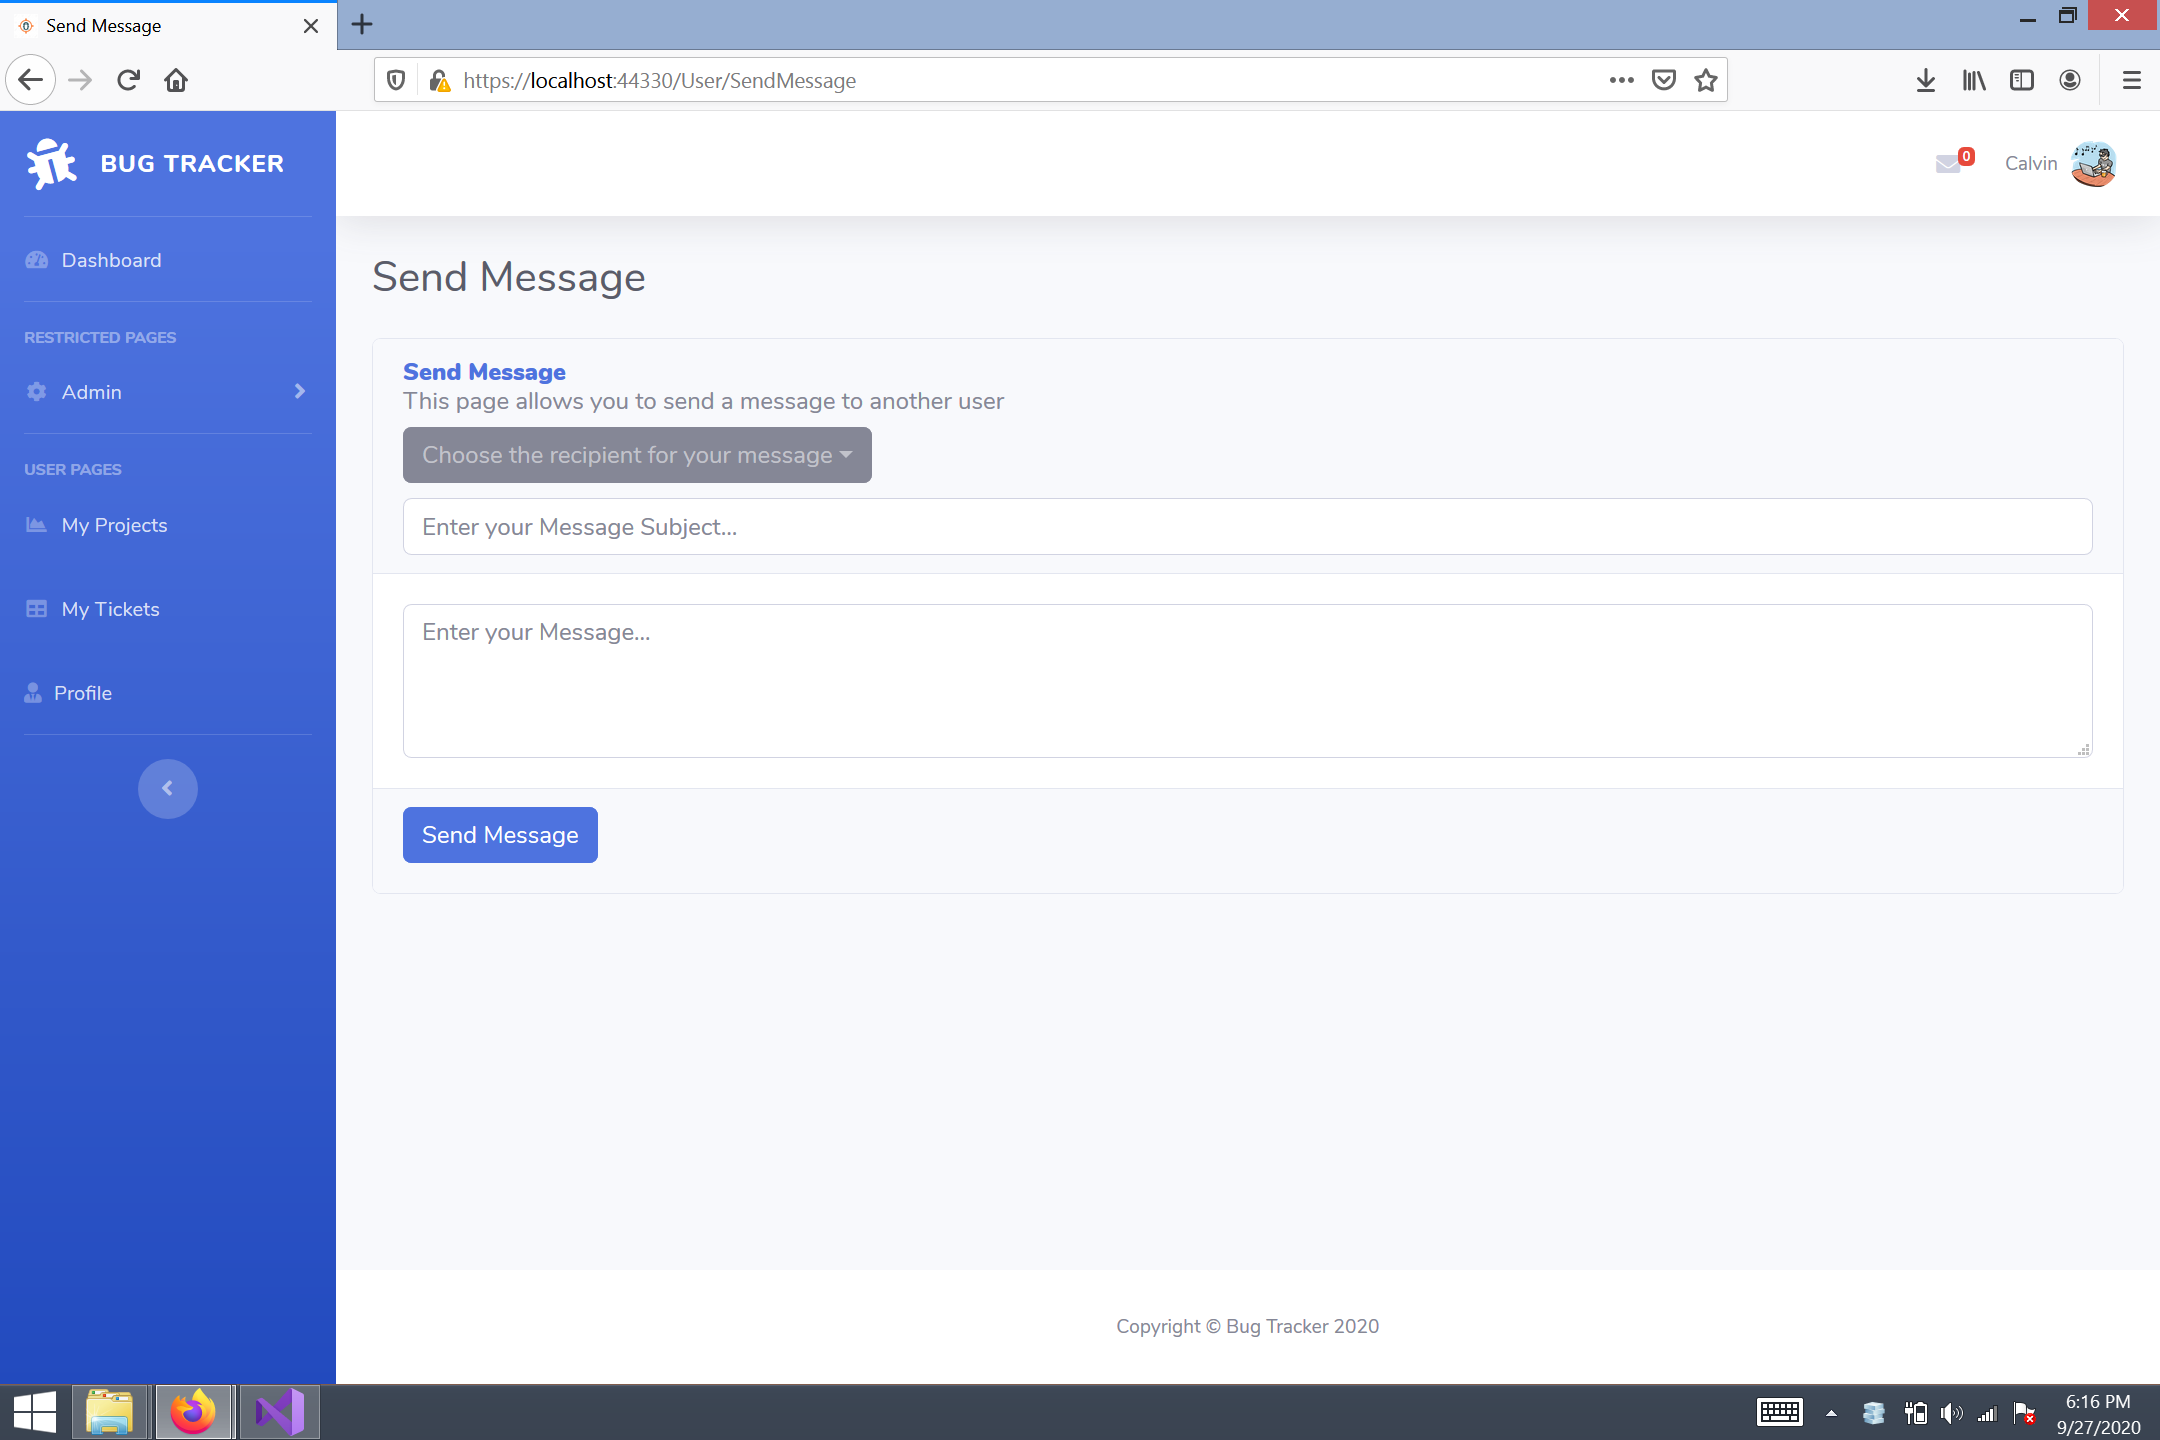 Send Message
https://localhost:44330/User/SendMessage
BUG TRACKER
0
Calvin
Dashboard
RESTRICTED PAGES
Admin
USER PAGES
My Projects
My Tickets
Profile
Send Message
Send Message
This page allows you to send a message to another user
Choose the recipient for your message
Enter your Message Subject...
Enter your Message...
Send Message
Copyright © Bug Tracker 2020
6:16 PM
9/27/2020